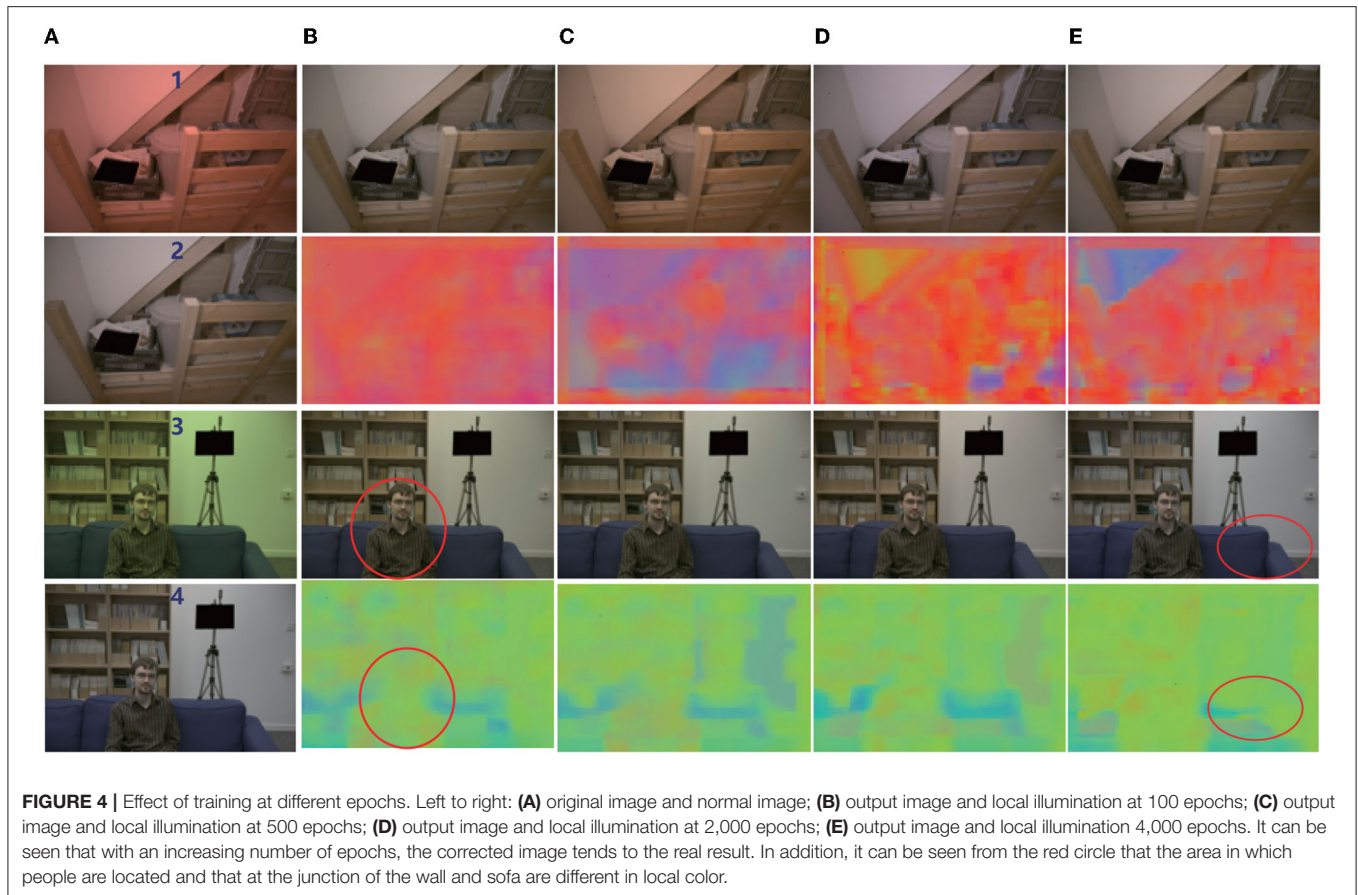 A B C D E
1
2
3
4
FIGURE 4 | Effect of training at different epochs. Left to right: (A) original image and normal image; (B) output image and local illumination at 100 epochs; (C) output
image and local illumination at 500 epochs; (D) output image and local illumination at 2,000 epochs; (E) output image and local illumination 4,000 epochs. It can be
seen that with an increasing number of epochs, the corrected image tends to the real result. In addition, it can be seen from the red circle that the area in which
people are located and that at the junction of the wall and sofa are different in local color.